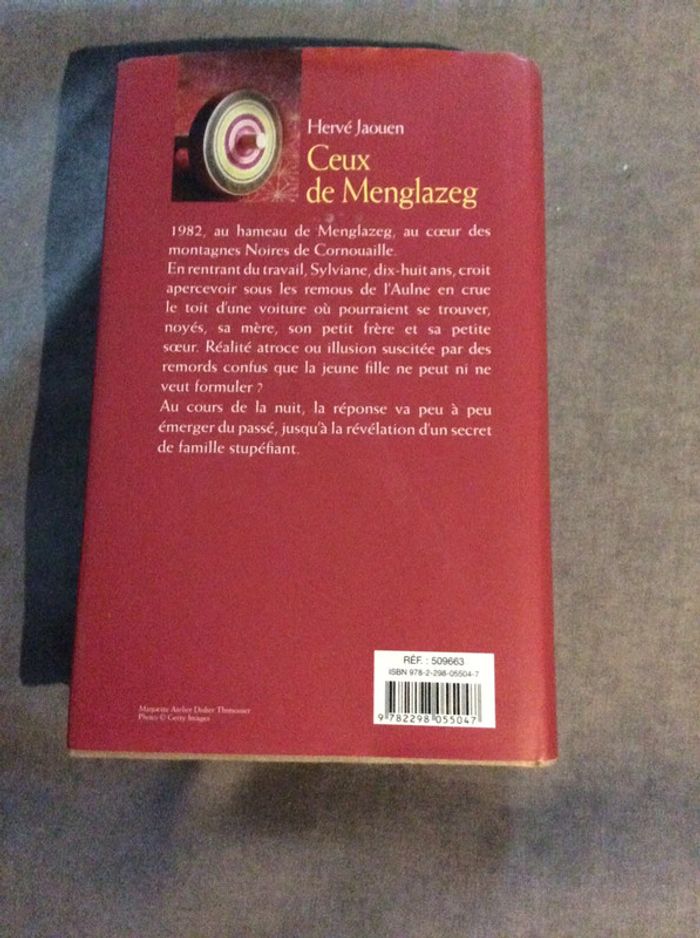 Hervé Jaouen
Ceux
de Menglazeg
1982, au hameau de Menglazeg, au cœur des
montagnes Noires de Cornouaille.
En rentrant du travail, Sylviane, dix-huit ans, croit
apercevoir sous les remous de l'Aulne en crue
le toit d'une voiture où pourraient se trouver,
noyés, sa mère, son petit frère et sa petite
sœur. Réalité atroce ou illusion suscitée par des
remords confus que la jeune fille ne peut ni ne
veut formuler ?
Au cours de la nuit, la réponse va peu à peu
émerger du passé, jusqu'à la révélation d'un secret
de famille stupéfiant.
RÉF. : 509663
ISBN 978-2-298-05504-7
9 782298 055047
Maquette Atelier Didier Thimonier
Photo © Getty Images